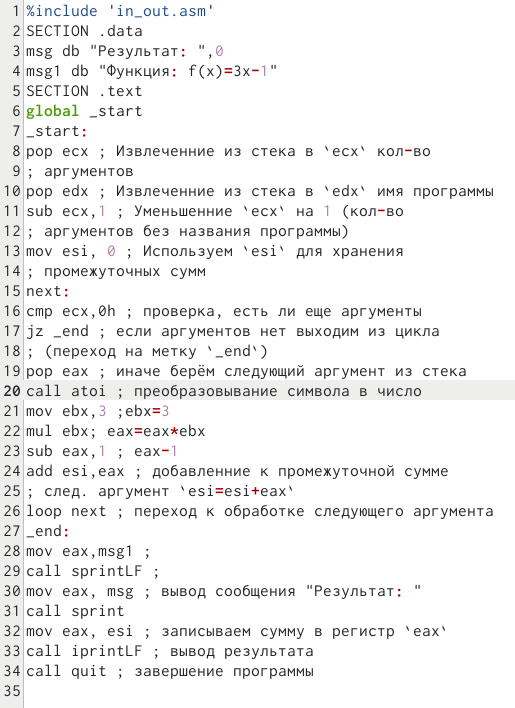 1 %include 'in_out.asm'
2 SECTION .data
3 msg db "Результат: ",0
4 msg1 db "Функция: f(x)=3x-1"
5 SECTION .text
6 global _start
7 _start:
8 pop ecx ; Извлеченние из стека в `ecx` кол-во
9 ; аргументов
10 pop edx ; Извлеченние из стека в `edx` имя программы
11 sub ecx,1 ; Уменьшенние `ecx` на 1 (кол-во
12 ; аргументов без названия программы)
13 mov esi, 0 ; Используем `esi` для хранения
14 ; промежуточных сумм
15 next:
16 cmp ecx,0h ; проверка, есть ли еще аргументы
17 jz _end ; если аргументов нет выходим из цикла
18 ; (переход на метку `_end`)
19 pop eax ; иначе берём следующий аргумент из стека
20 call atoi ; преобразовывание символа в число
21 mov ebx,3 ;ebx=3
22 mul ebx; eax=eax*ebx
23 sub eax,1 ; eax-1
24 add esi,eax ; добавленние к промежуточной сумме
25 ; след. аргумент `esi=esi+eax`
26 loop next ; переход к обработке следующего аргумента
27 _end:
28 mov eax,msg1 ;
29 call sprintLF ;
30 mov eax, msg ; вывод сообщения "Результат: "
31 call sprint
32 mov eax, esi ; записываем сумму в регистр `eax`
33 call iprintLF ; вывод результата
34 call quit ; завершение программы
35